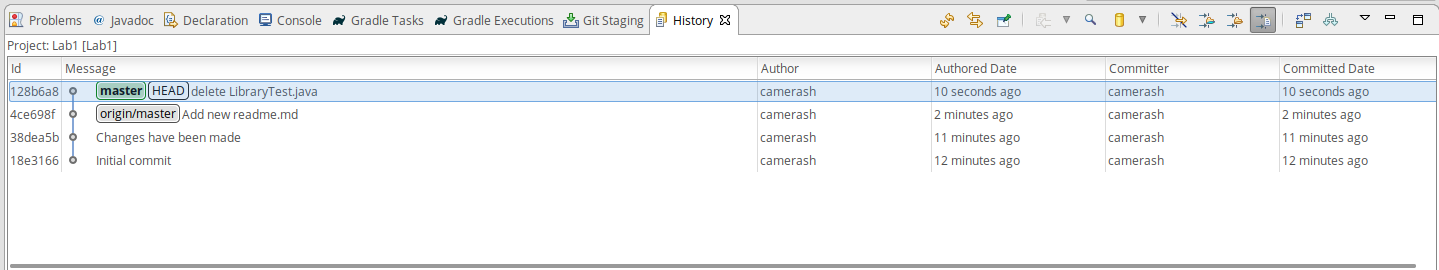 Problems @ Javadoc Declaration Console Gradle Tasks Gradle Executions Git Staging History
Project: Lab1 [Lab1]
Id Message Author Authored Date Committer Committed Date
128b6a8 master HEAD delete LibraryTest.java camerash 10 seconds ago camerash 10 seconds ago
4ce698f origin/master Add new readme.md camerash 2 minutes ago camerash 2 minutes ago
38dea5b Changes have been made camerash 11 minutes ago camerash 11 minutes ago
18e3166 Initial commit camerash 12 minutes ago camerash 12 minutes ago